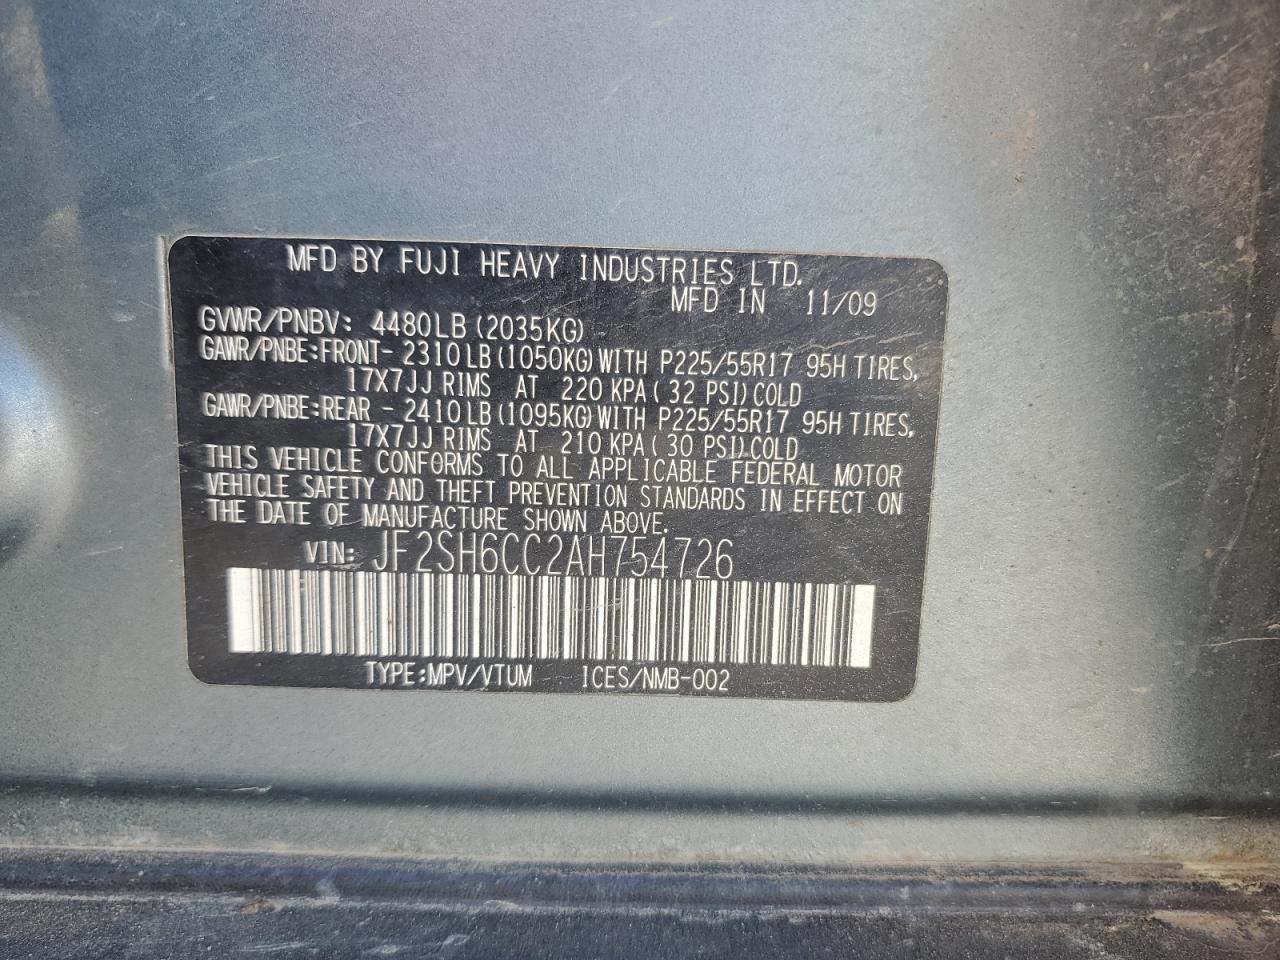 MFD BY FUJI HEAVY INDUSTRIES LTD.
MFD IN 11/09
GVWR/PNBV: 4480LB (2035KG)
GAWR/PNBE:FRONT- 2310LB (1050KG) WITH P225/55R17 95H TIRES,
17X7JJ RIMS AT 220 KPA ( 32 PSI) COLD
GAWR/PNBE:REAR - 2410LB (1095KG) WITH P225/55R17 95H TIRES,
17X7JJ RIMS AT 210 KPA ( 30 PSI) COLD
THIS VEHICLE CONFORMS TO ALL APPLICABLE FEDERAL MOTOR
VEHICLE SAFETY AND THEFT PREVENTION STANDARDS IN EFFECT ON
THE DATE OF MANUFACTURE SHOWN ABOVE.
VIN: JF2SH6CC2AH754726
TYPE:MPV/VTUM ICES/NMB-002